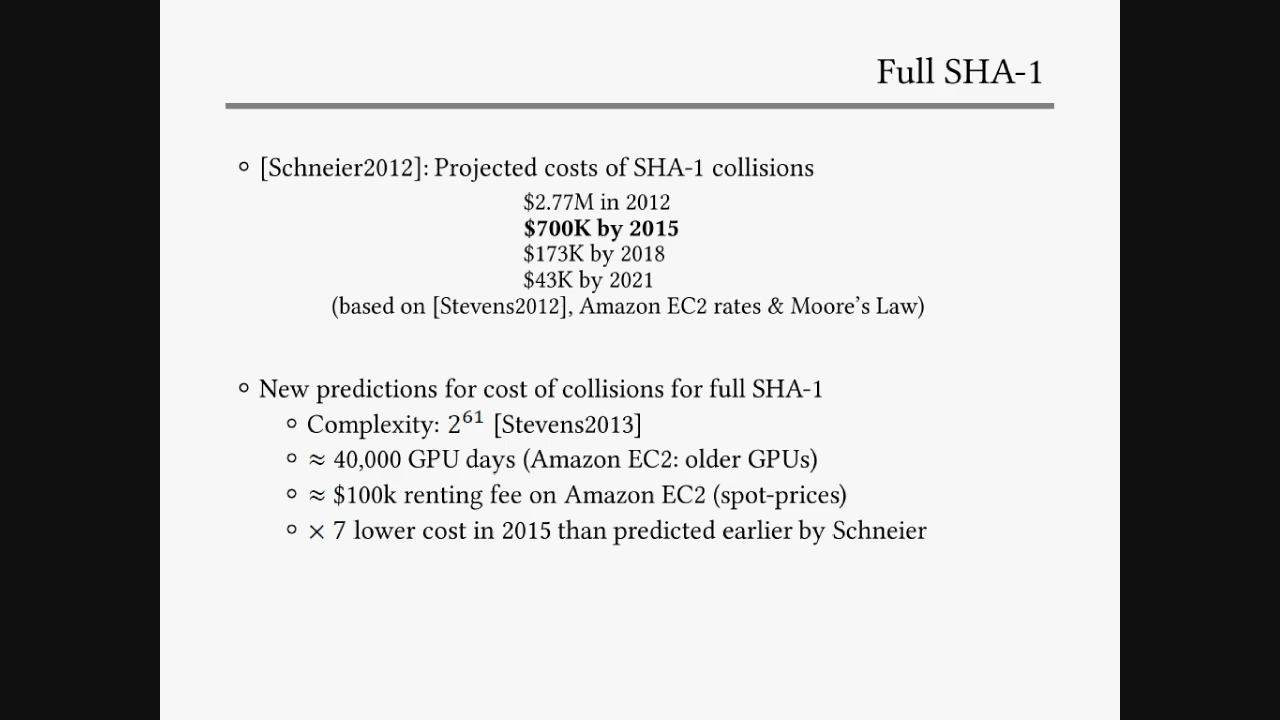 Full SHA-1
∘ [Schneier2012]: Projected costs of SHA-1 collisions
$2.77M in 2012
$700K by 2015
$173K by 2018
$43K by 2021
(based on [Stevens2012], Amazon EC2 rates & Moore’s Law)
∘ New predictions for cost of collisions for full SHA-1
∘ Complexity: 2⁶¹ [Stevens2013]
∘ ≈ 40,000 GPU days (Amazon EC2: older GPUs)
∘ ≈ $100k renting fee on Amazon EC2 (spot-prices)
∘ × 7 lower cost in 2015 than predicted earlier by Schneier